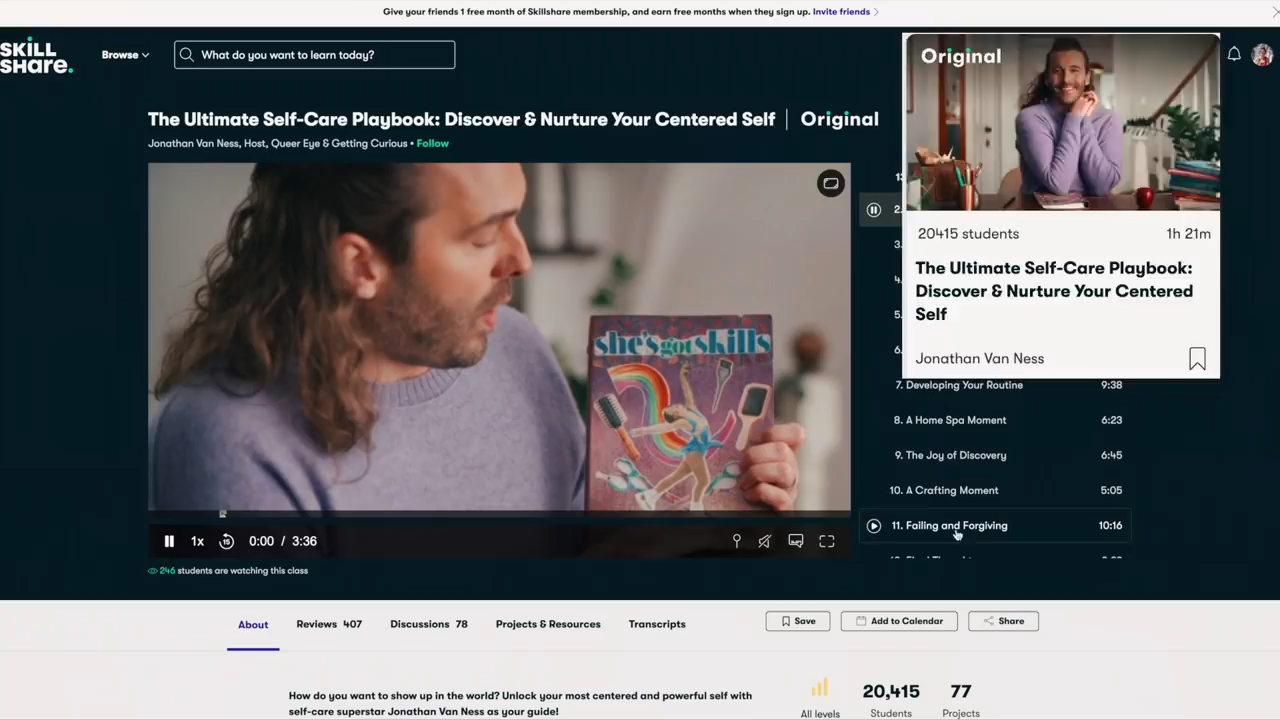 Give your friends 1 free month of Skillshare membership, and earn free months when they sign up. Invite friends
SKILL
SHARE.
Browse
What do you want to learn today?
The Ultimate Self-Care Playbook: Discover & Nurture Your Centered Self | Original
Jonathan Van Ness, Host, Queer Eye & Getting Curious • Follow
she's got skills
15
1x
0:00 / 3:36
246 students are watching this class
Original
20415 students
1h 21m
The Ultimate Self-Care Playbook:
Discover & Nurture Your Centered
Self
Jonathan Van Ness
2.
3.
4.
5.
6.
7. Developing Your Routine 9:38
8. A Home Spa Moment 6:23
9. The Joy of Discovery 6:45
10. A Crafting Moment 5:05
11. Failing and Forgiving 10:16
About
Reviews 407
Discussions 78
Projects & Resources
Transcripts
Save
Add to Calendar
Share
How do you want to show up in the world? Unlock your most centered and powerful self with
self-care superstar Jonathan Van Ness as your guide!
All levels
20,415
Students
77
Projects